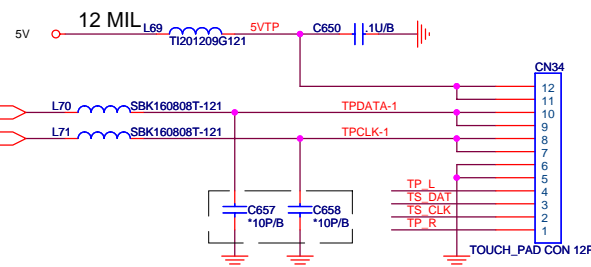 12 MIL
5V
L69
5VTP
C650
.1U/B
TI201209G121
CN34
12
11
L70
SBK160808T-121
TPDATA-1
10
9
L71
SBK160808T-121
TPCLK-1
8
7
6
5
TP_L
4
C657
C658
TS_DAT
3
*10P/B
*10P/B
TS_CLK
2
TP_R
1
TOUCH_PAD CON 12P